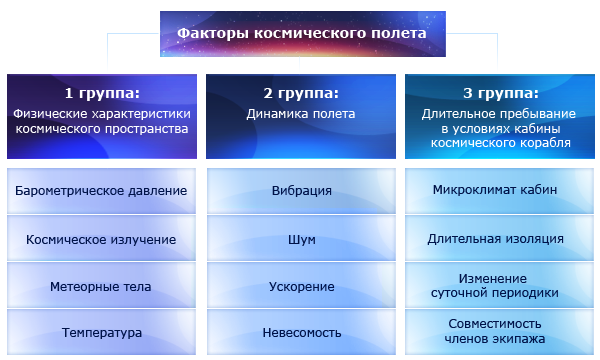 Факторы космического полета
1 группа:
Физические характеристики
космического пространства
2 группа:
Динамика полета
3 группа:
Длительное пребывание
в условиях кабины
космического корабля
Барометрическое давление
Вибрация
Микроклимат кабин
Космическое излучение
Шум
Длительная изоляция
Метеорные тела
Ускорение
Изменение
суточной периодики
Температура
Невесомость
Совместимость
членов экипажа